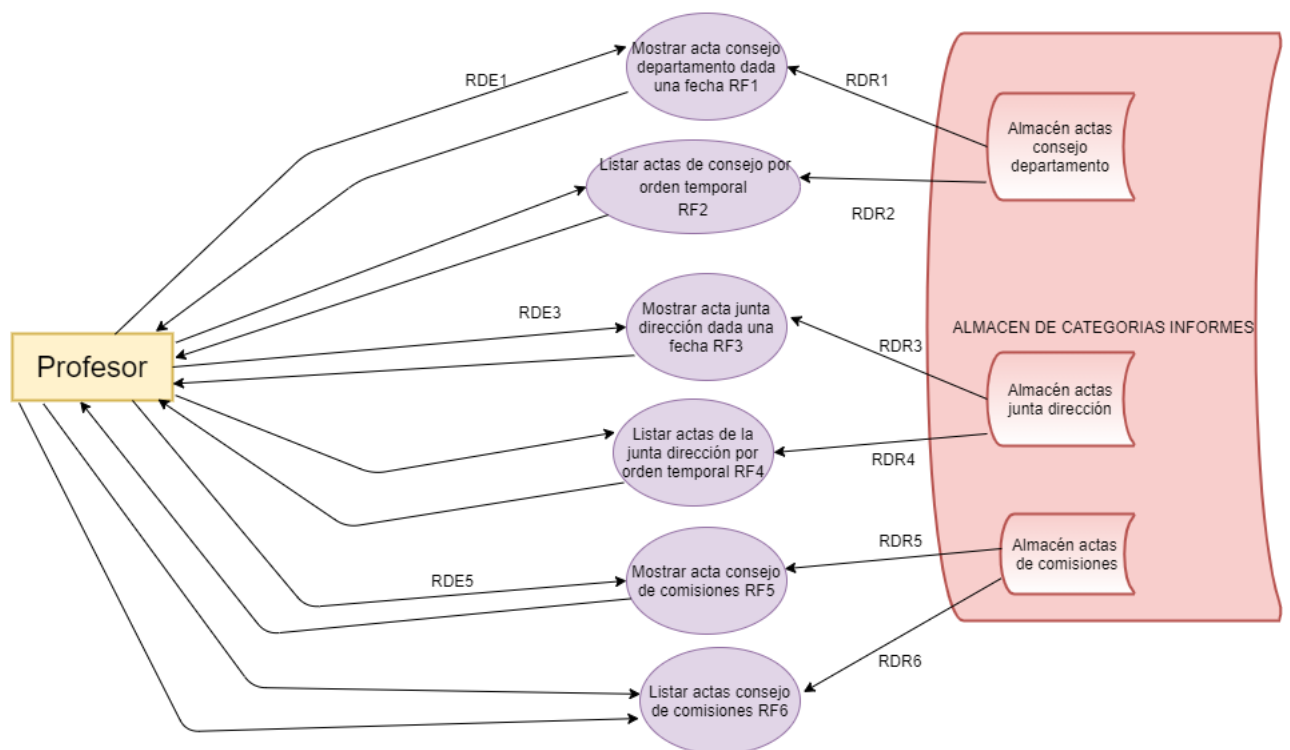 Mostrar acta consejo
departamento dada
una fecha RF1
RDE1
RDR1
Almacén actas
consejo
departamento
Listar actas de consejo por
orden temporal
RF2
RDR2
Mostrar acta junta
dirección dada una
fecha RF3
RDE3
ALMACEN DE CATEGORIAS INFORMES
RDR3
Profesor
Almacén actas
junta dirección
Listar actas de la
junta dirección por
orden temporal RF4
RDR4
RDR5
Almacén actas
de comisiones
Mostrar acta consejo
de comisiones RF5
RDE5
RDR6
Listar actas consejo
de comisiones RF6